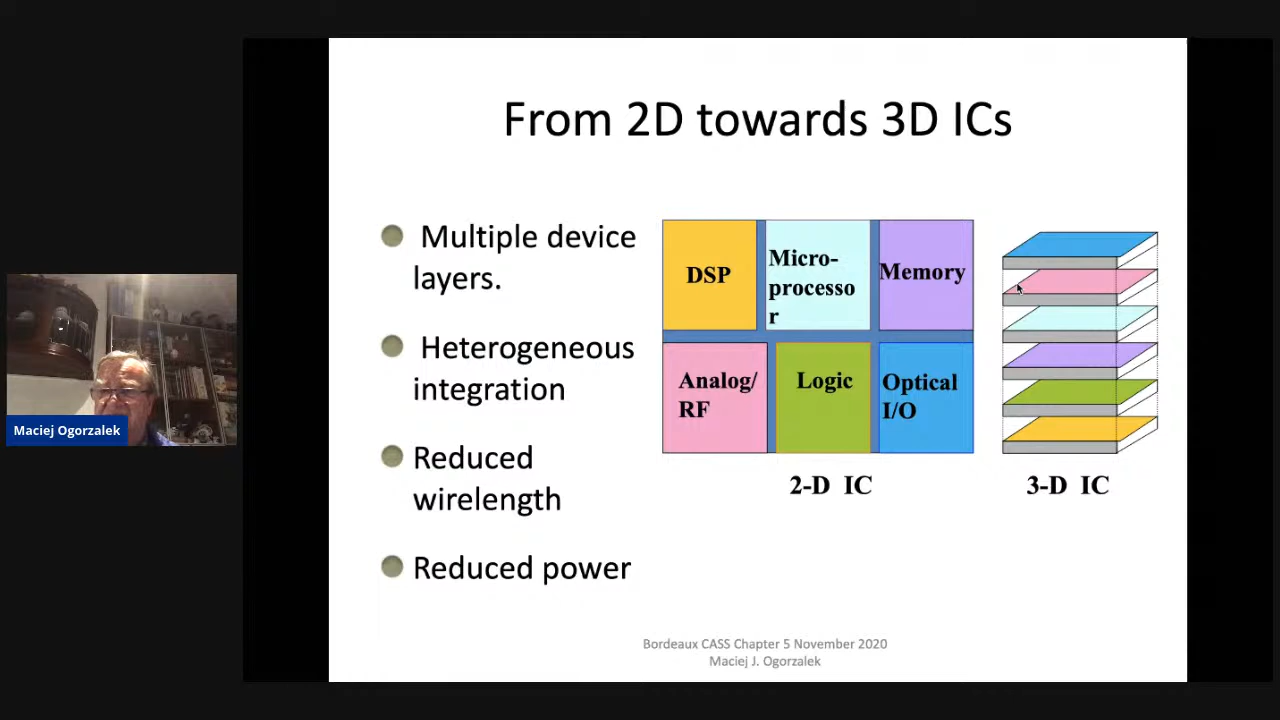 From 2D towards 3D ICs
Multiple device
layers.
Heterogeneous
integration
Reduced
wirelength
Reduced power
DSP
Micro-
processo
r
Memory
Analog/
RF
Logic
Optical
I/O
2-D IC
3-D IC
Maciej Ogorzalek
Bordeaux CASS Chapter 5 November 2020
Maciej J. Ogorzalek